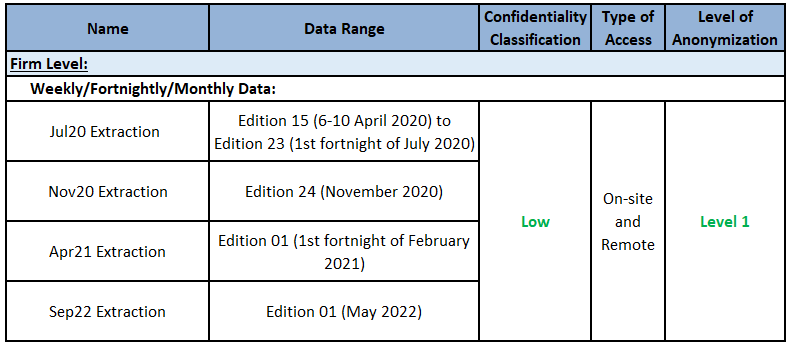 Name
Data Range
Confidentiality
Classification
Type of
Access
Level of
Anonymization
Firm Level:
Weekly/Fortnightly/Monthly Data:
Jul20 Extraction
Edition 15 (6-10 April 2020) to
Edition 23 (1st fortnight of July 2020)
Nov20 Extraction
Edition 24 (November 2020)
Apr21 Extraction
Edition 01 (1st fortnight of February
2021)
Sep22 Extraction
Edition 01 (May 2022)
Low
On-site
and
Remote
Level 1